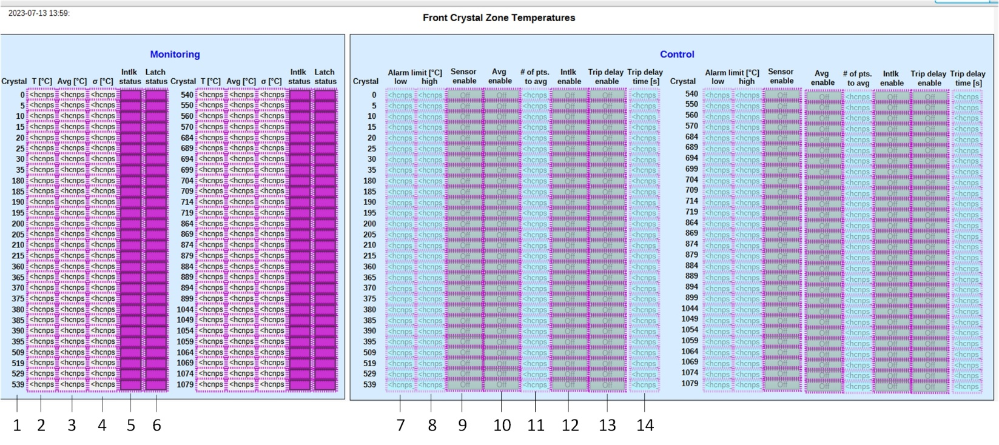 2023-07-13 13:59:
Front Crystal Zone Temperatures
Monitoring
Intlk Latch Intlk Latch
Crystal T [°C] Avg [°C] σ [°C] status status Crystal T [°C] Avg [°C] σ [°C] status status
0 <hcnps <hcnps <hcnps 540 <hcnps <hcnps <hcnps
5 <hcnps <hcnps <hcnps 550 <hcnps <hcnps <hcnps
10 <hcnps <hcnps <hcnps 560 <hcnps <hcnps <hcnps
15 <hcnps <hcnps <hcnps 570 <hcnps <hcnps <hcnps
20 <hcnps <hcnps <hcnps 684 <hcnps <hcnps <hcnps
25 <hcnps <hcnps <hcnps 689 <hcnps <hcnps <hcnps
30 <hcnps <hcnps <hcnps 694 <hcnps <hcnps <hcnps
35 <hcnps <hcnps <hcnps 699 <hcnps <hcnps <hcnps
180 <hcnps <hcnps <hcnps 704 <hcnps <hcnps <hcnps
185 <hcnps <hcnps <hcnps 709 <hcnps <hcnps <hcnps
190 <hcnps <hcnps <hcnps 714 <hcnps <hcnps <hcnps
195 <hcnps <hcnps <hcnps 719 <hcnps <hcnps <hcnps
200 <hcnps <hcnps <hcnps 864 <hcnps <hcnps <hcnps
205 <hcnps <hcnps <hcnps 869 <hcnps <hcnps <hcnps
210 <hcnps <hcnps <hcnps 874 <hcnps <hcnps <hcnps
215 <hcnps <hcnps <hcnps 879 <hcnps <hcnps <hcnps
360 <hcnps <hcnps <hcnps 884 <hcnps <hcnps <hcnps
365 <hcnps <hcnps <hcnps 889 <hcnps <hcnps <hcnps
370 <hcnps <hcnps <hcnps 894 <hcnps <hcnps <hcnps
375 <hcnps <hcnps <hcnps 899 <hcnps <hcnps <hcnps
380 <hcnps <hcnps <hcnps 1044 <hcnps <hcnps <hcnps
385 <hcnps <hcnps <hcnps 1049 <hcnps <hcnps <hcnps
390 <hcnps <hcnps <hcnps 1054 <hcnps <hcnps <hcnps
395 <hcnps <hcnps <hcnps 1059 <hcnps <hcnps <hcnps
509 <hcnps <hcnps <hcnps 1064 <hcnps <hcnps <hcnps
519 <hcnps <hcnps <hcnps 1069 <hcnps <hcnps <hcnps
529 <hcnps <hcnps <hcnps 1074 <hcnps <hcnps <hcnps
539 <hcnps <hcnps <hcnps 1079 <hcnps <hcnps <hcnps
1 2 3 4 5 6
Control
Alarm limit [°C] Sensor Avg # of pts. Intlk Trip delay Trip delay Alarm limit [°C] Sensor Avg # of pts. Intlk Trip delay Trip delay
Crystal low high enable enable to avg enable enable time [s] Crystal low high enable enable to avg enable enable time [s]
0 <hcnps <hcnps Off Off <hcnps Off Off <hcnps 540 <hcnps <hcnps Off Off <hcnps Off Off <hcnps
5 <hcnps <hcnps Off Off <hcnps Off Off <hcnps 550 <hcnps <hcnps Off Off <hcnps Off Off <hcnps
10 <hcnps <hcnps Off Off <hcnps Off Off <hcnps 560 <hcnps <hcnps Off Off <hcnps Off Off <hcnps
15 <hcnps <hcnps Off Off <hcnps Off Off <hcnps 570 <hcnps <hcnps Off Off <hcnps Off Off <hcnps
20 <hcnps <hcnps Off Off <hcnps Off Off <hcnps 684 <hcnps <hcnps Off Off <hcnps Off Off <hcnps
25 <hcnps <hcnps Off Off <hcnps Off Off <hcnps 689 <hcnps <hcnps Off Off <hcnps Off Off <hcnps
30 <hcnps <hcnps Off Off <hcnps Off Off <hcnps 694 <hcnps <hcnps Off Off <hcnps Off Off <hcnps
35 <hcnps <hcnps Off Off <hcnps Off Off <hcnps 699 <hcnps <hcnps Off Off <hcnps Off Off <hcnps
180 <hcnps <hcnps Off Off <hcnps Off Off <hcnps 704 <hcnps <hcnps Off Off <hcnps Off Off <hcnps
185 <hcnps <hcnps Off Off <hcnps Off Off <hcnps 709 <hcnps <hcnps Off Off <hcnps Off Off <hcnps
190 <hcnps <hcnps Off Off <hcnps Off Off <hcnps 714 <hcnps <hcnps Off Off <hcnps Off Off <hcnps
195 <hcnps <hcnps Off Off <hcnps Off Off <hcnps 719 <hcnps <hcnps Off Off <hcnps Off Off <hcnps
200 <hcnps <hcnps Off Off <hcnps Off Off <hcnps 864 <hcnps <hcnps Off Off <hcnps Off Off <hcnps
205 <hcnps <hcnps Off Off <hcnps Off Off <hcnps 869 <hcnps <hcnps Off Off <hcnps Off Off <hcnps
210 <hcnps <hcnps Off Off <hcnps Off Off <hcnps 874 <hcnps <hcnps Off Off <hcnps Off Off <hcnps
215 <hcnps <hcnps Off Off <hcnps Off Off <hcnps 879 <hcnps <hcnps Off Off <hcnps Off Off <hcnps
360 <hcnps <hcnps Off Off <hcnps Off Off <hcnps 884 <hcnps <hcnps Off Off <hcnps Off Off <hcnps
365 <hcnps <hcnps Off Off <hcnps Off Off <hcnps 889 <hcnps <hcnps Off Off <hcnps Off Off <hcnps
370 <hcnps <hcnps Off Off <hcnps Off Off <hcnps 894 <hcnps <hcnps Off Off <hcnps Off Off <hcnps
375 <hcnps <hcnps Off Off <hcnps Off Off <hcnps 899 <hcnps <hcnps Off Off <hcnps Off Off <hcnps
380 <hcnps <hcnps Off Off <hcnps Off Off <hcnps 1044 <hcnps <hcnps Off Off <hcnps Off Off <hcnps
385 <hcnps <hcnps Off Off <hcnps Off Off <hcnps 1049 <hcnps <hcnps Off Off <hcnps Off Off <hcnps
390 <hcnps <hcnps Off Off <hcnps Off Off <hcnps 1054 <hcnps <hcnps Off Off <hcnps Off Off <hcnps
395 <hcnps <hcnps Off Off <hcnps Off Off <hcnps 1059 <hcnps <hcnps Off Off <hcnps Off Off <hcnps
509 <hcnps <hcnps Off Off <hcnps Off Off <hcnps 1064 <hcnps <hcnps Off Off <hcnps Off Off <hcnps
519 <hcnps <hcnps Off Off <hcnps Off Off <hcnps 1069 <hcnps <hcnps Off Off <hcnps Off Off <hcnps
529 <hcnps <hcnps Off Off <hcnps Off Off <hcnps 1074 <hcnps <hcnps Off Off <hcnps Off Off <hcnps
539 <hcnps <hcnps Off Off <hcnps Off Off <hcnps 1079 <hcnps <hcnps Off Off <hcnps Off Off <hcnps
7 8 9 10 11 12 13 14